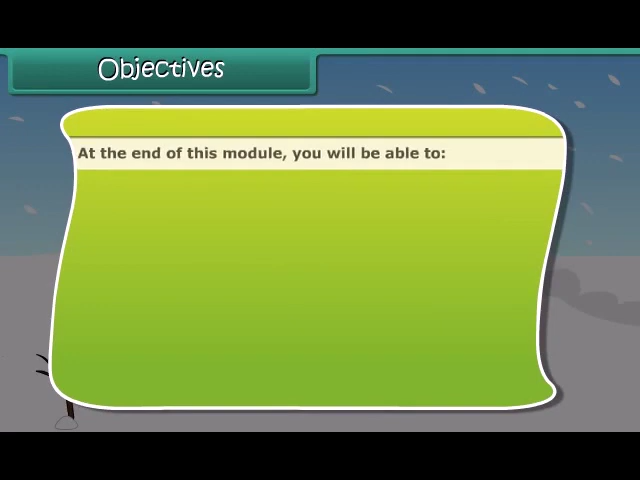 Objectives
At the end of this module, you will be able to: